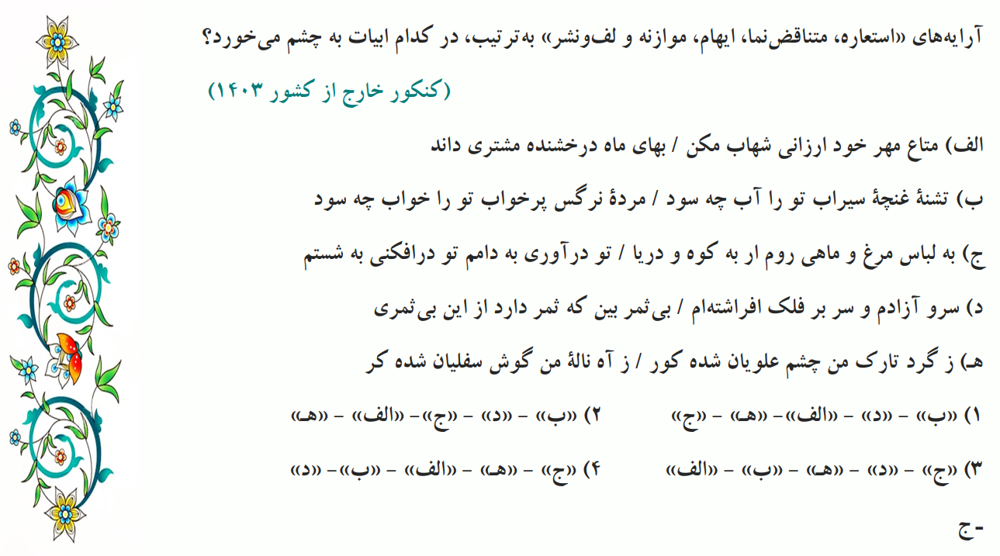 آرایه‌های «استعاره، متناقض‌نما، ایهام، موازنه و لف‌ونشر» به‌ترتیب، در کدام ابیات به چشم می‌خورد؟
(کنکور خارج از کشور ۱۴۰۳)
الف) متاع مهر خود ارزانی شهاب مکن / بهای ماه درخشنده مشتری داند
ب) تشنهٔ غنچهٔ سیراب تو را آب چه سود / مردهٔ نرگس پرخواب تو را خواب چه سود
ج) به لباس مرغ و ماهی روم ار به کوه و دریا / تو درآوری به دامم تو درافکنی به شستم
د) سرو آزادم و سر بر فلک افراشته‌ام / بی‌ثمر بین که ثمر دارد از این بی‌ثمری
هـ) ز گرد تارک من چشم علویان شده کور / ز آه نالهٔ من گوش سفلیان شده کر
۱) «ب» - «د» - «الف»- «هـ» - «ج» ۲) «ب» - «د» - «ج»- «الف» - «هـ»
۳) «ج» - «د» - «هـ» - «ب» - «الف» ۴) «ج» - «هـ» - «الف» - «ب»- «د»
- ج